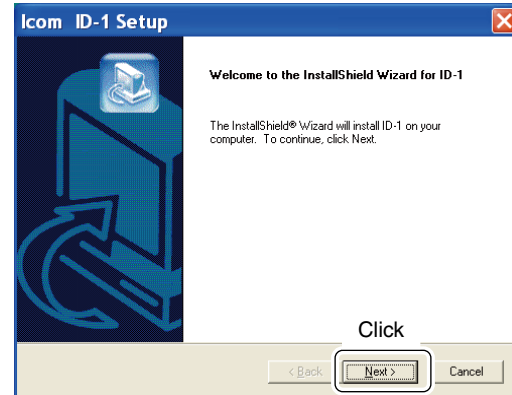 Icom ID-1 Setup
Welcome to the InstallShield Wizard for ID-1
The InstallShield® Wizard will install ID-1 on your
computer. To continue, click Next.
Click
< Back Next > Cancel